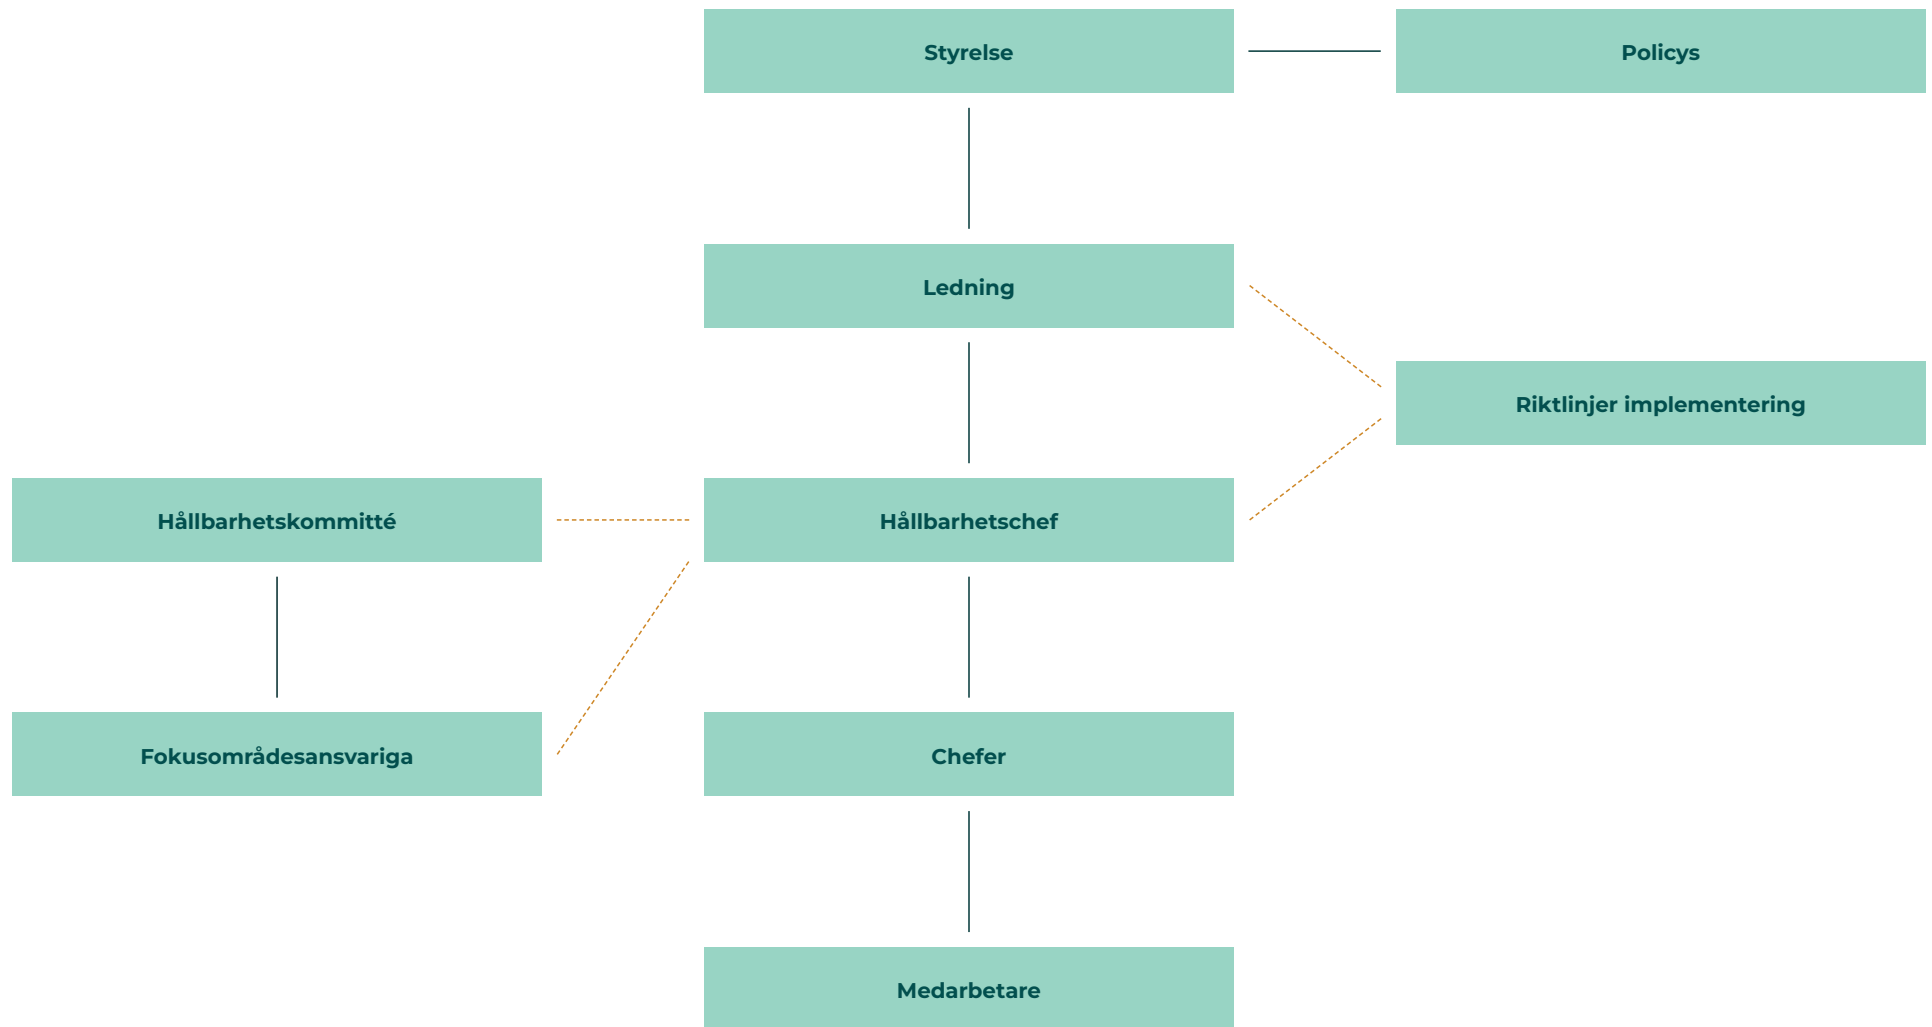 Styrelse
Policys
Ledning
Riktlinjer implementering
Hållbarhetskommitté
Hållbarhetschef
Fokusområdesansvariga
Chefer
Medarbetare